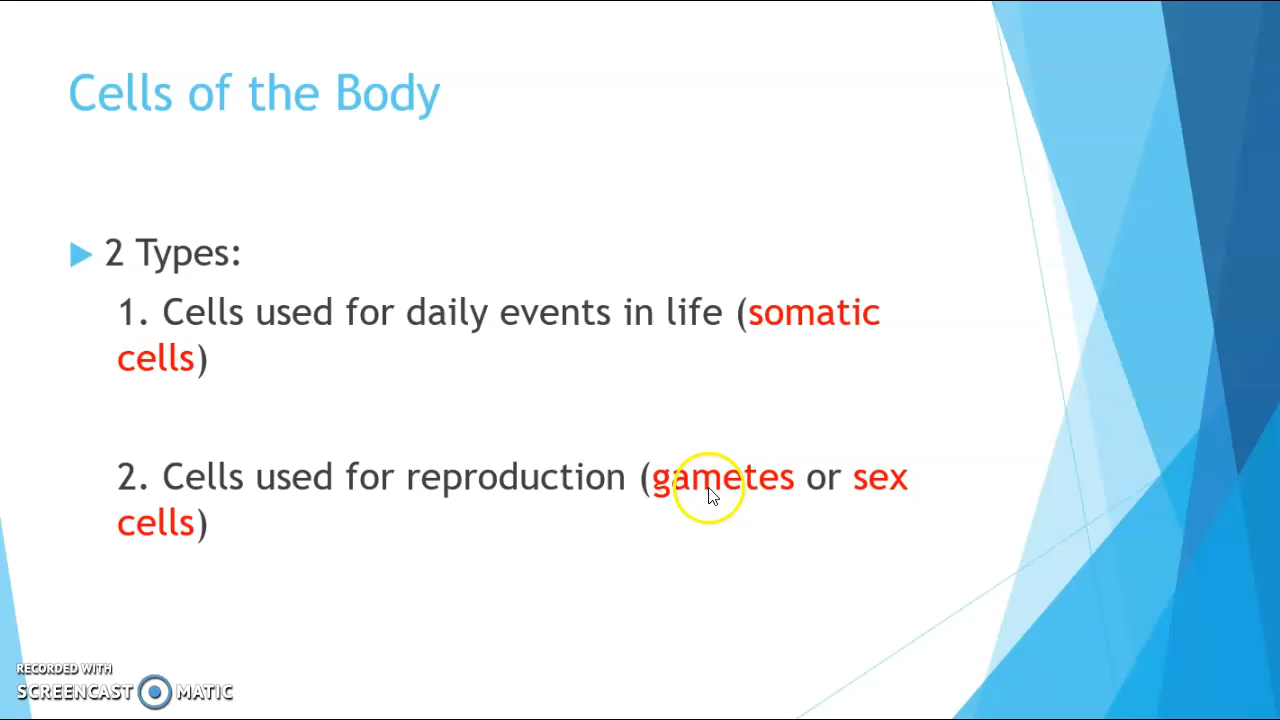 Cells of the Body
2 Types:
1. Cells used for daily events in life (somatic
cells)
2. Cells used for reproduction (gametes or sex
cells)
RECORDED WITH
SCREENCAST MATIC